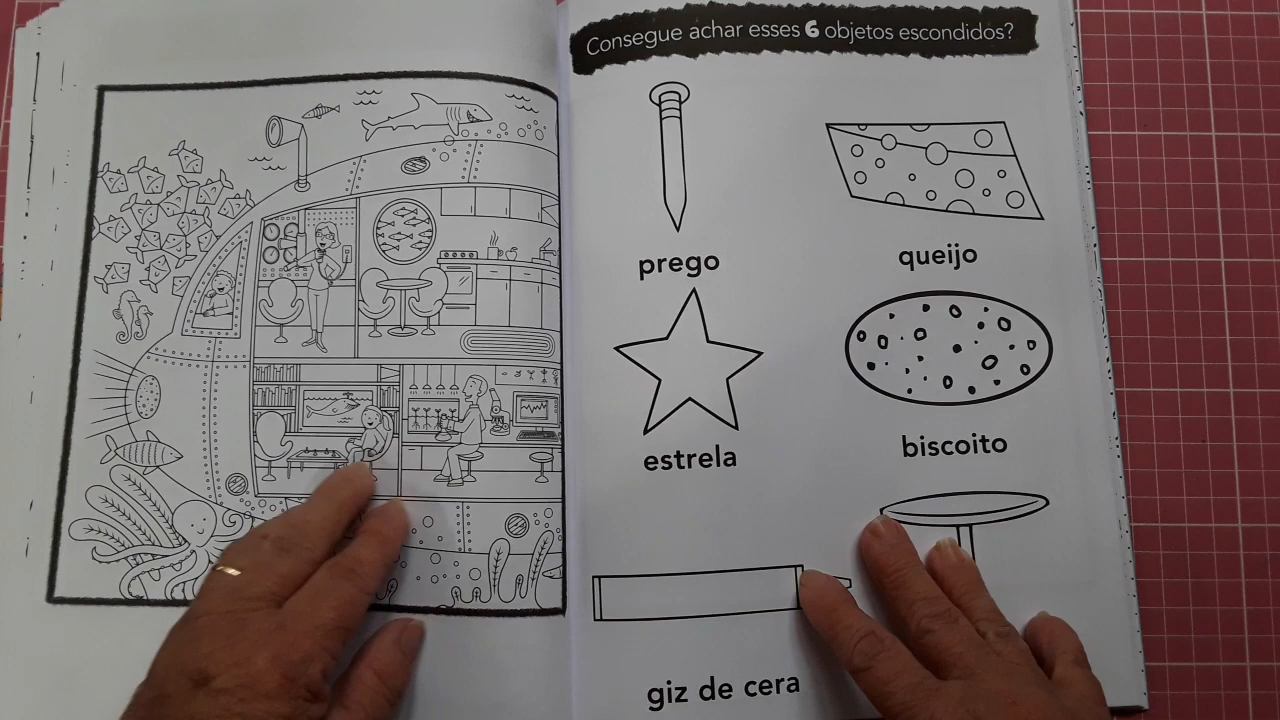 Consegue achar esses 6 objetos escondidos?
prego
queijo
estrela
biscoito
giz de cera